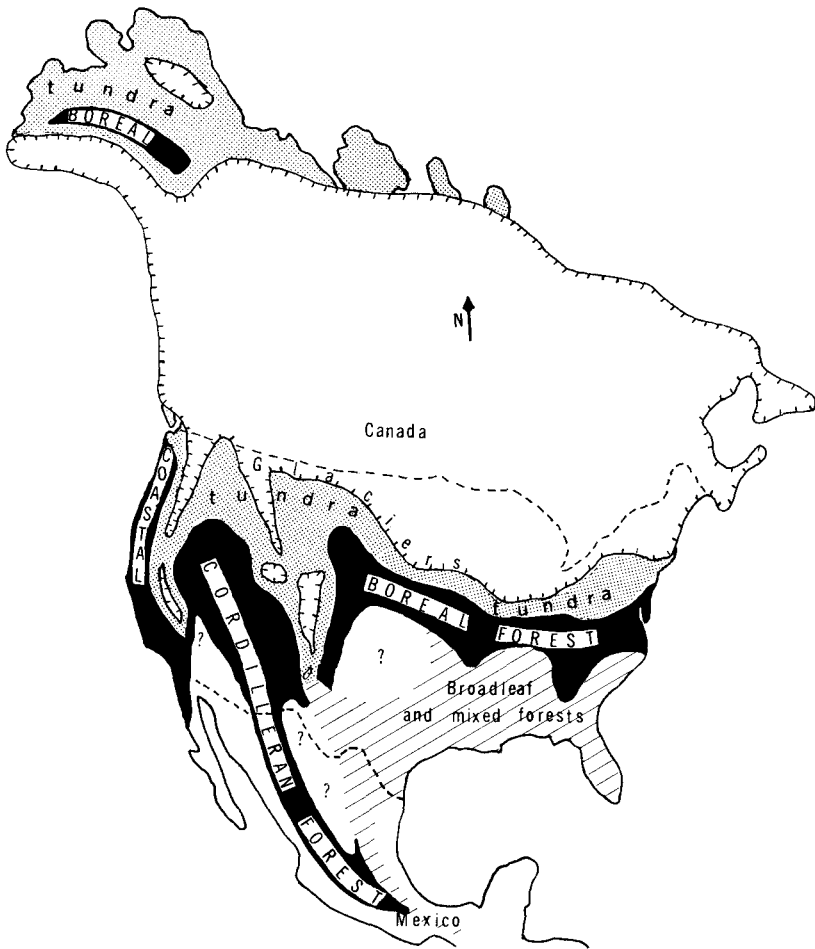 tundra
BOREAL
N
Canada
Glaciers
COASTAL
tundra
CORDILLERAN FOREST
BOREAL FOREST
tundra
?
?
Broadleaf
and mixed forests
?
?
Mexico